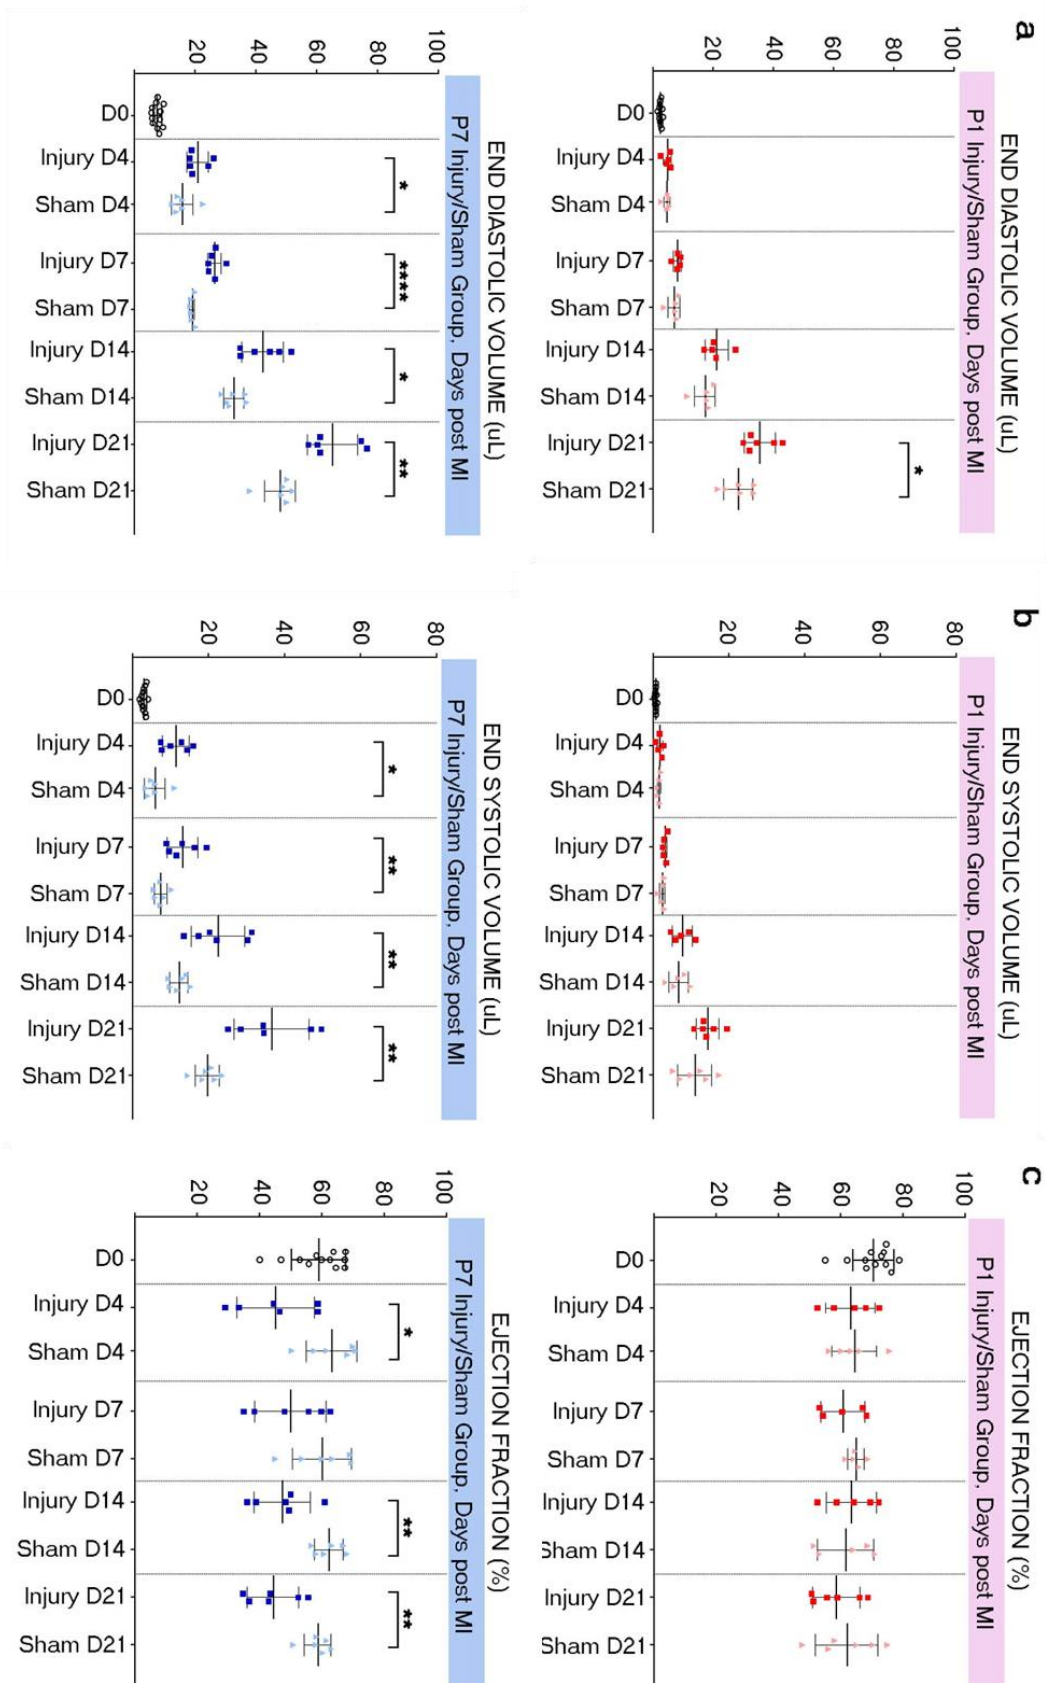 a
END DIASTOLIC VOLUME (uL)
P1 Injury/Sham Group, Days post MI
100
80
60
40
20
*
D0
Injury D4
Sham D4
Injury D7
Sham D7
Injury D14
Sham D14
Injury D21
Sham D21
END DIASTOLIC VOLUME (uL)
P7 Injury/Sham Group, Days post MI
100
80
60
40
20
*
****
*
**
D0
Injury D4
Sham D4
Injury D7
Sham D7
Injury D14
Sham D14
Injury D21
Sham D21
b
END SYSTOLIC VOLUME (uL)
P1 Injury/Sham Group, Days post MI
80
60
40
20
D0
Injury D4
Sham D4
Injury D7
Sham D7
Injury D14
Sham D14
Injury D21
Sham D21
END SYSTOLIC VOLUME (uL)
P7 Injury/Sham Group, Days post MI
80
60
40
20
*
**
**
**
D0
Injury D4
Sham D4
Injury D7
Sham D7
Injury D14
Sham D14
Injury D21
Sham D21
c
EJECTION FRACTION (%)
P1 Injury/Sham Group, Days post MI
100
80
60
40
20
D0
Injury D4
Sham D4
Injury D7
Sham D7
Injury D14
Sham D14
Injury D21
Sham D21
EJECTION FRACTION (%)
P7 Injury/Sham Group, Days post MI
100
80
60
40
20
*
**
**
D0
Injury D4
Sham D4
Injury D7
Sham D7
Injury D14
Sham D14
Injury D21
Sham D21